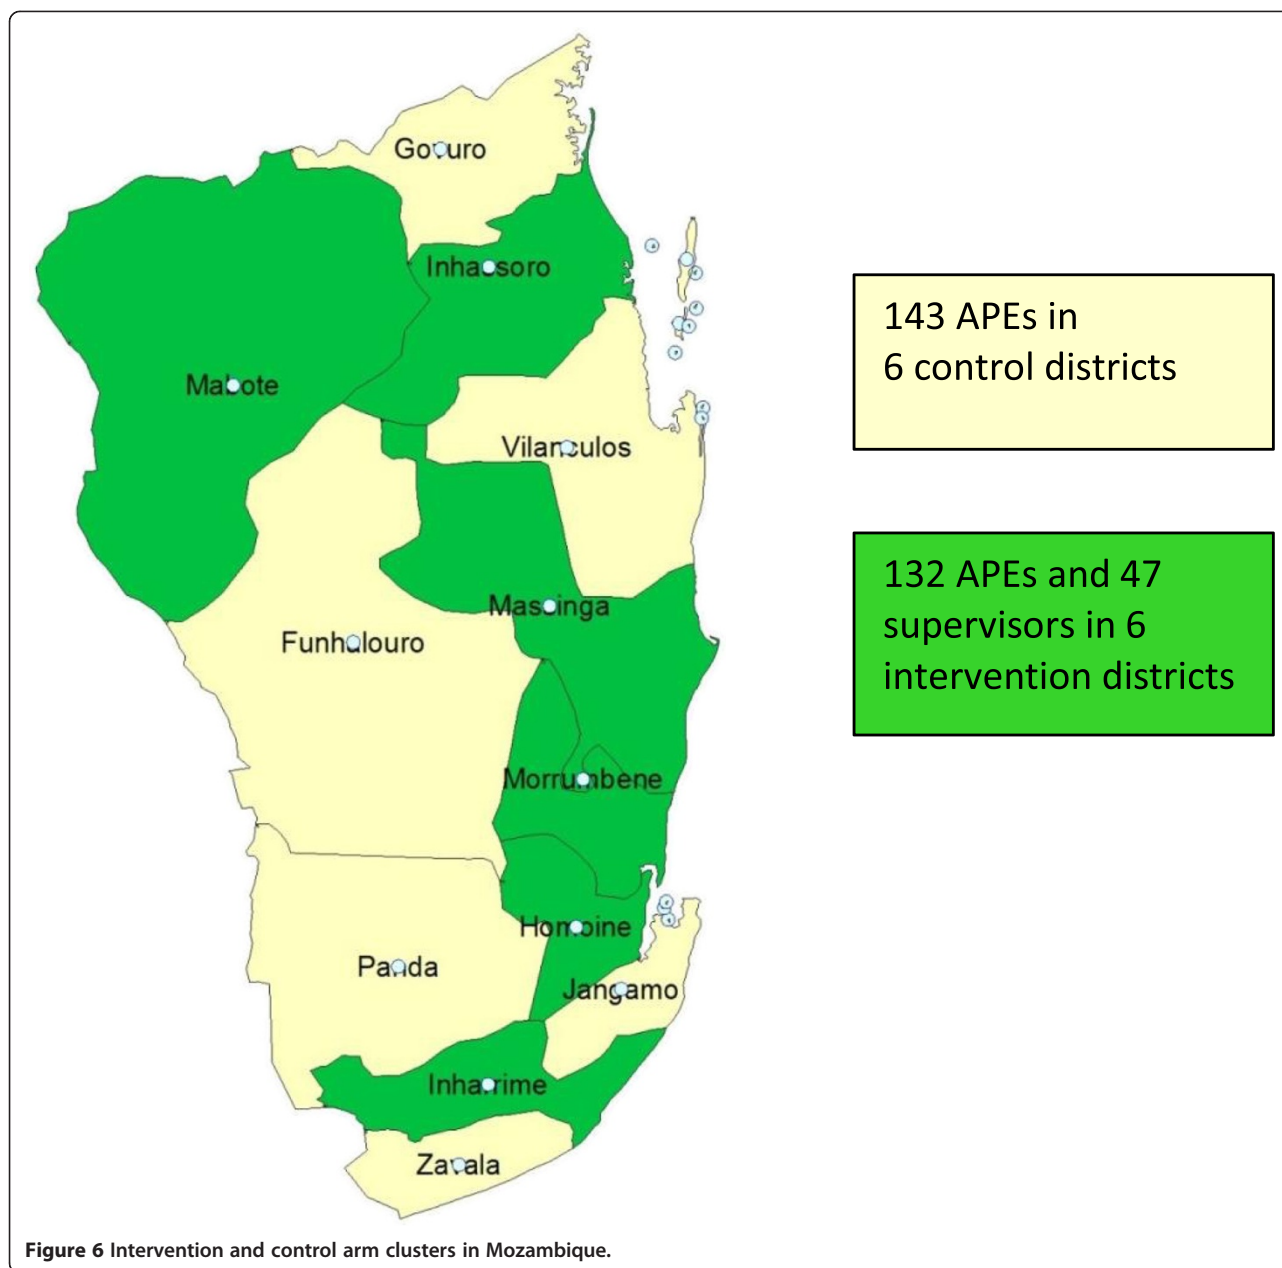 Govuro
Inhassoro
Mabote
Vilanculos
Massinga
Funhalouro
Morrumbene
Homoine
Panda
Jangamo
Inharrime
Zavala
143 APEs in
6 control districts
132 APEs and 47
supervisors in 6
intervention districts
Figure 6 Intervention and control arm clusters in Mozambique.